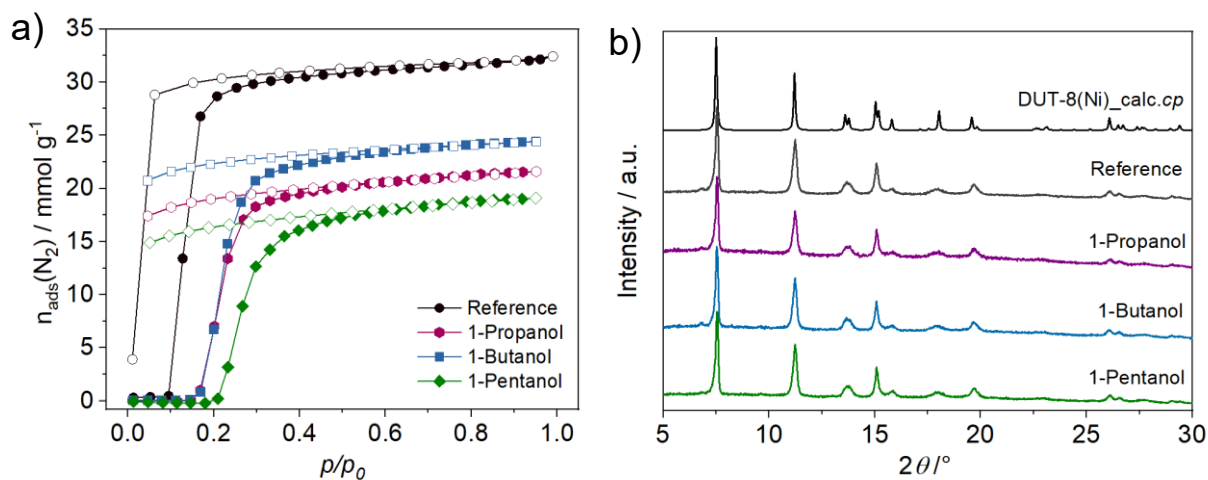 a)
n_ads(N₂) / mmol g⁻¹
35
30
25
20
15
10
5
0
0.0 0.2 0.4 0.6 0.8 1.0
p/p₀
Reference
1-Propanol
1-Butanol
1-Pentanol
b)
Intensity / a.u.
DUT-8(Ni)_calc.cp
Reference
1-Propanol
1-Butanol
1-Pentanol
5 10 15 20 25 30
2θ /°